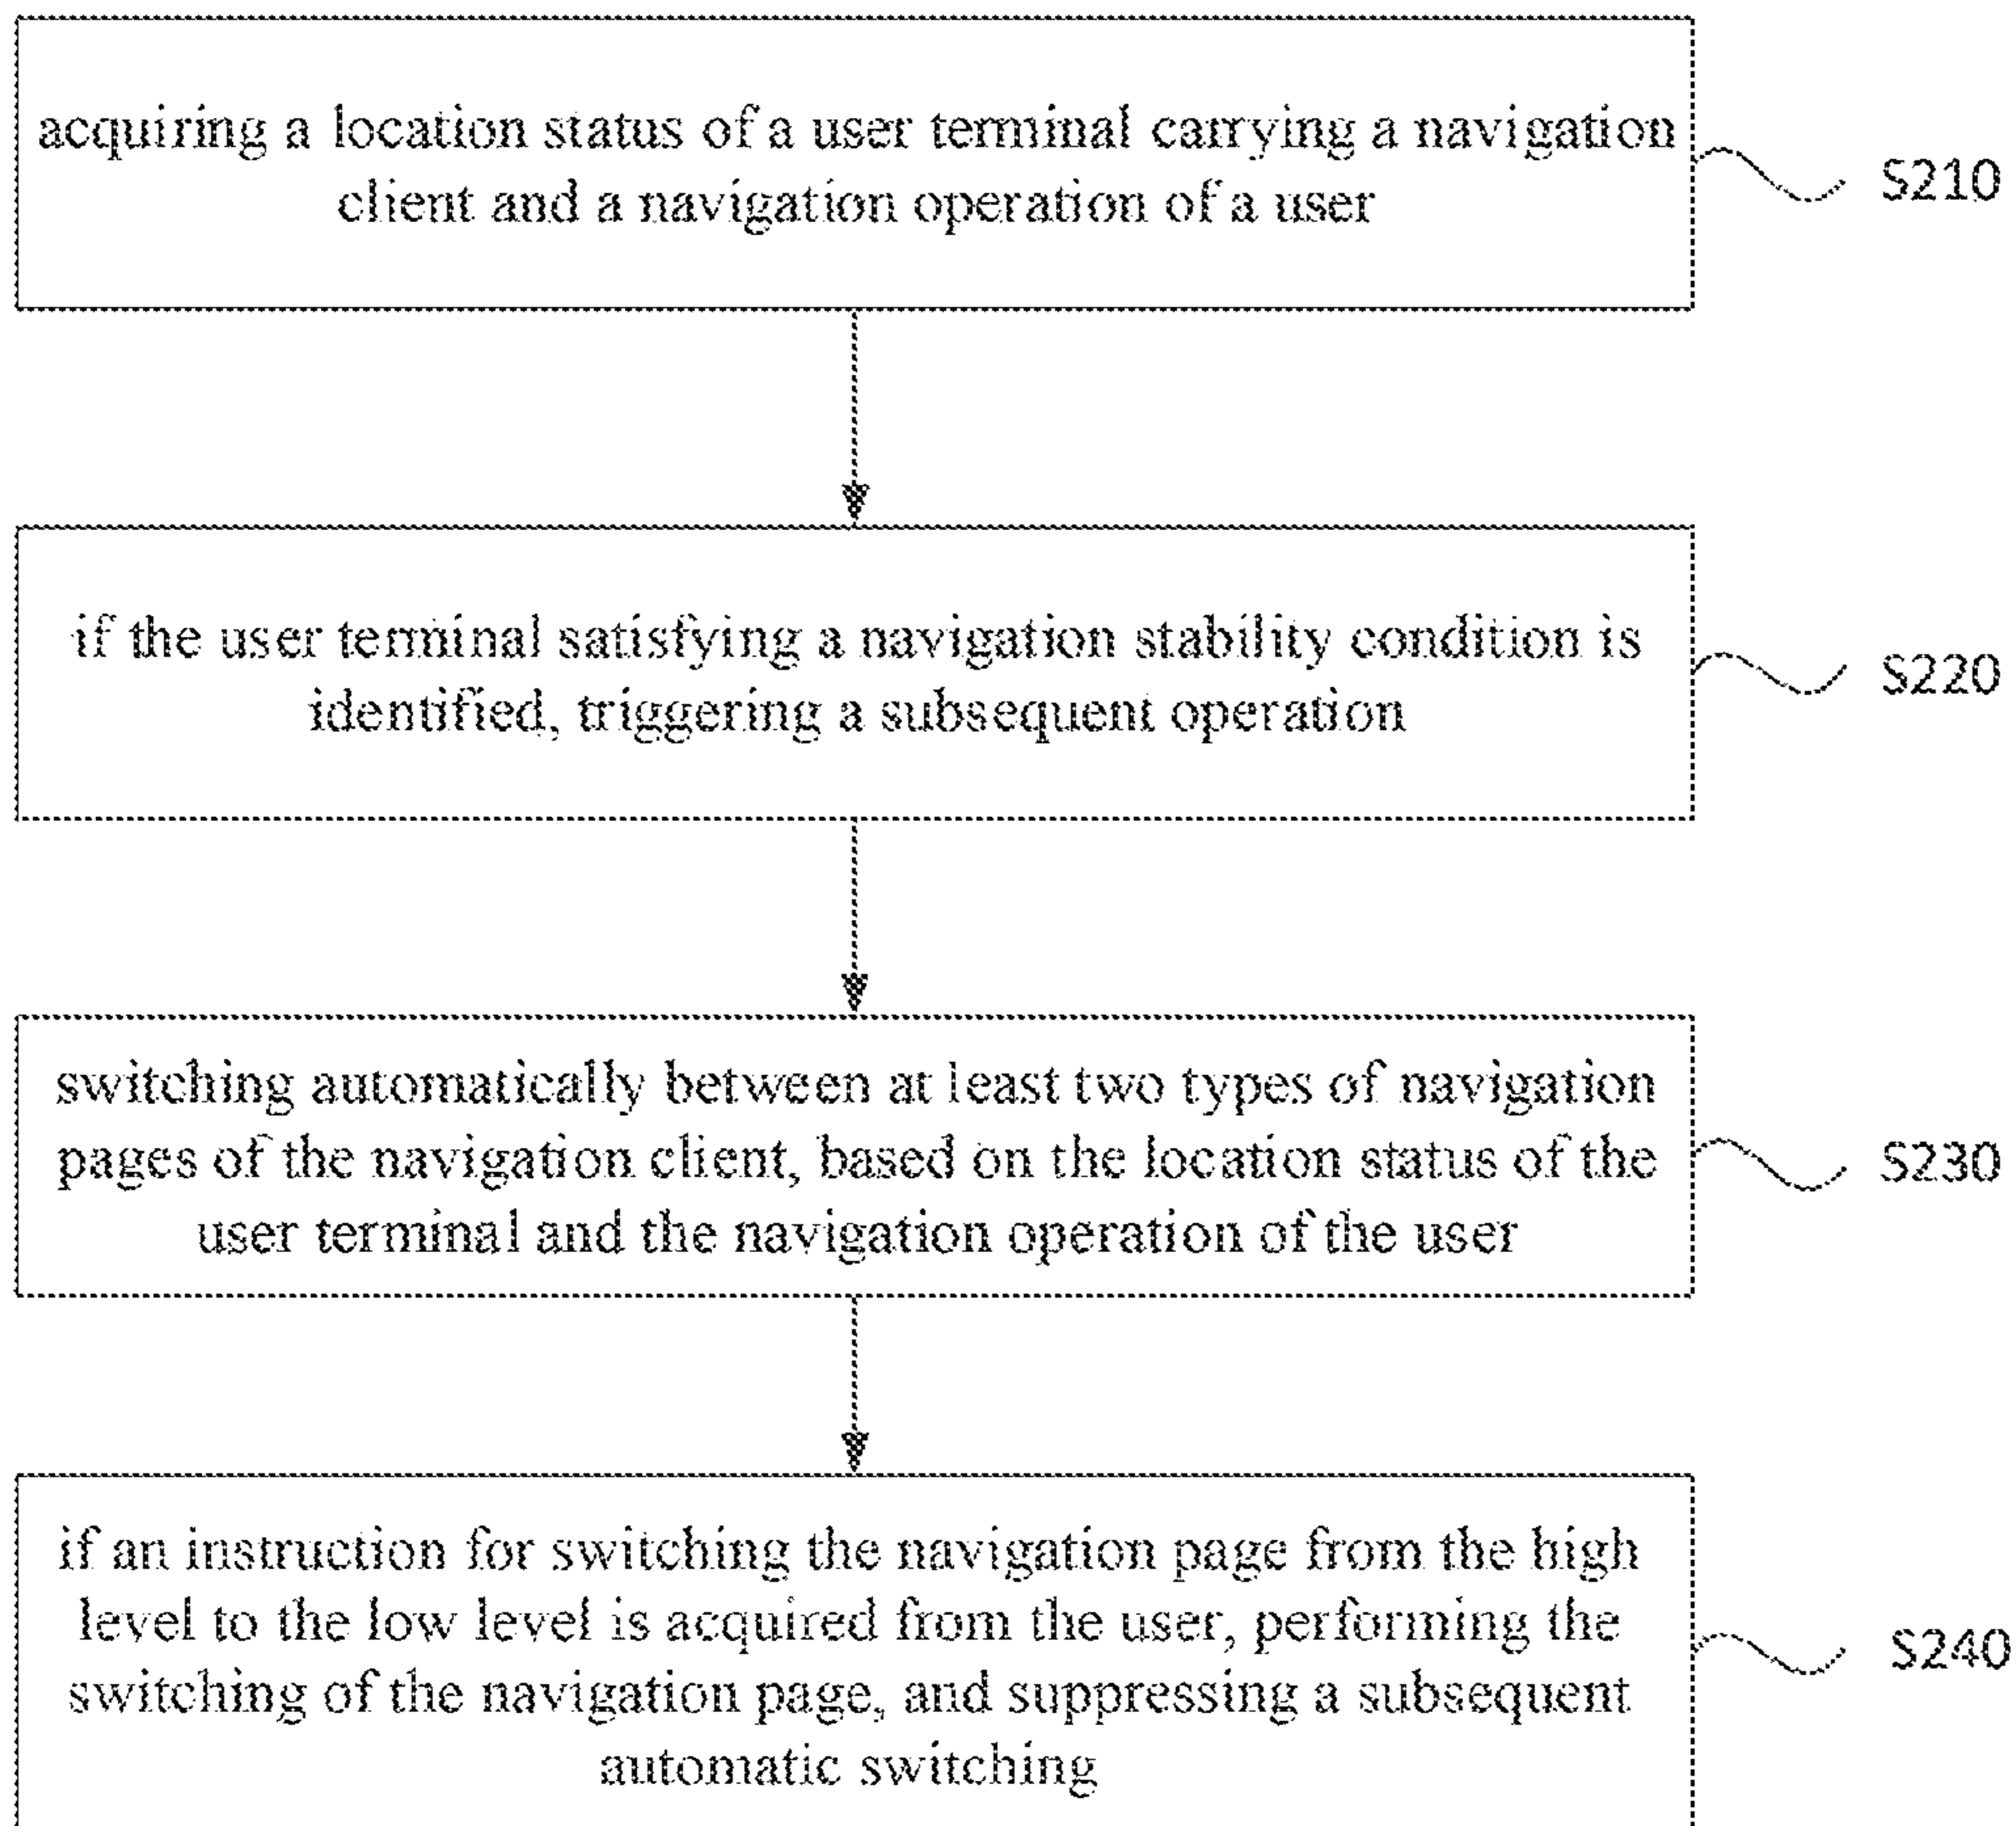 acquiring a location status of a user terminal carrying a navigation
client and a navigation operation of a user
S210
if the user terminal satisfying a navigation stability condition is
identified, triggering a subsequent operation
S220
switching automatically between at least two types of navigation
pages of the navigation client, based on the location status of the
user terminal and the navigation operation of the user
S230
if an instruction for switching the navigation page from the high
level to the low level is acquired from the user, performing the
switching of the navigation page, and suppressing a subsequent
automatic switching
S240